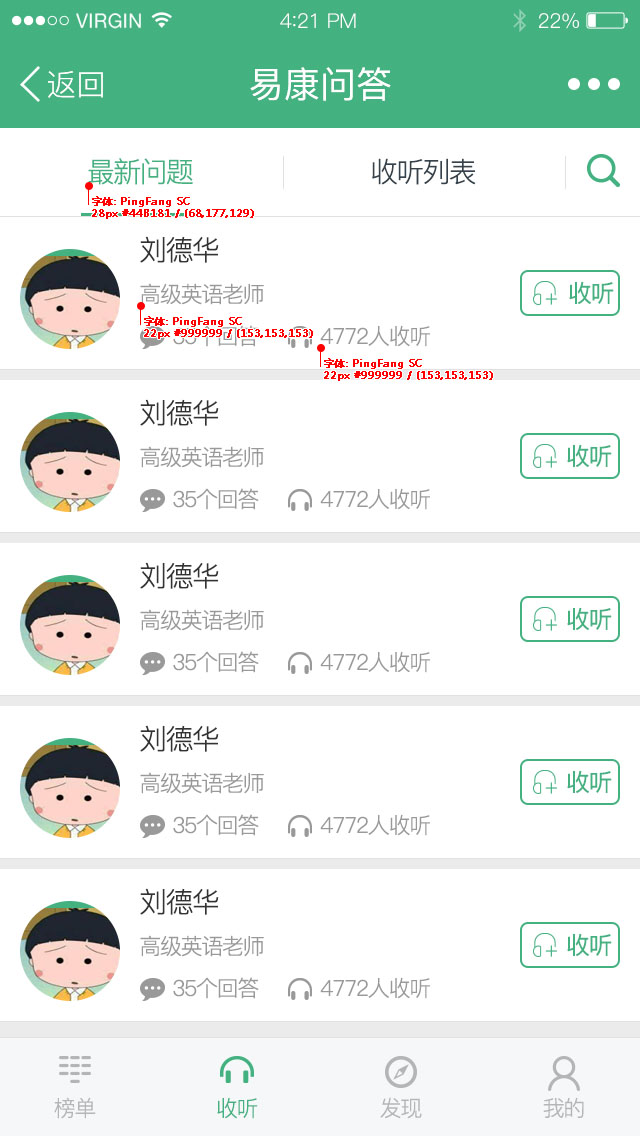 VIRGIN 4:21 PM 22%
返回 易康问答
最新问题 收听列表
字体: PingFang SC
28px #44B181 / (68,177,129)
刘德华
高级英语老师
收听
字体: PingFang SC
22px #999999 / (153,153,153)
35个回答 4772人收听
字体: PingFang SC
22px #999999 / (153,153,153)
刘德华
高级英语老师
收听
35个回答 4772人收听
刘德华
高级英语老师
收听
35个回答 4772人收听
刘德华
高级英语老师
收听
35个回答 4772人收听
刘德华
高级英语老师
收听
35个回答 4772人收听
榜单 收听 发现 我的